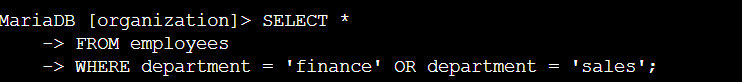 MariaDB [organization]> SELECT *
    -> FROM employees
    -> WHERE department = 'finance' OR department = 'sales';